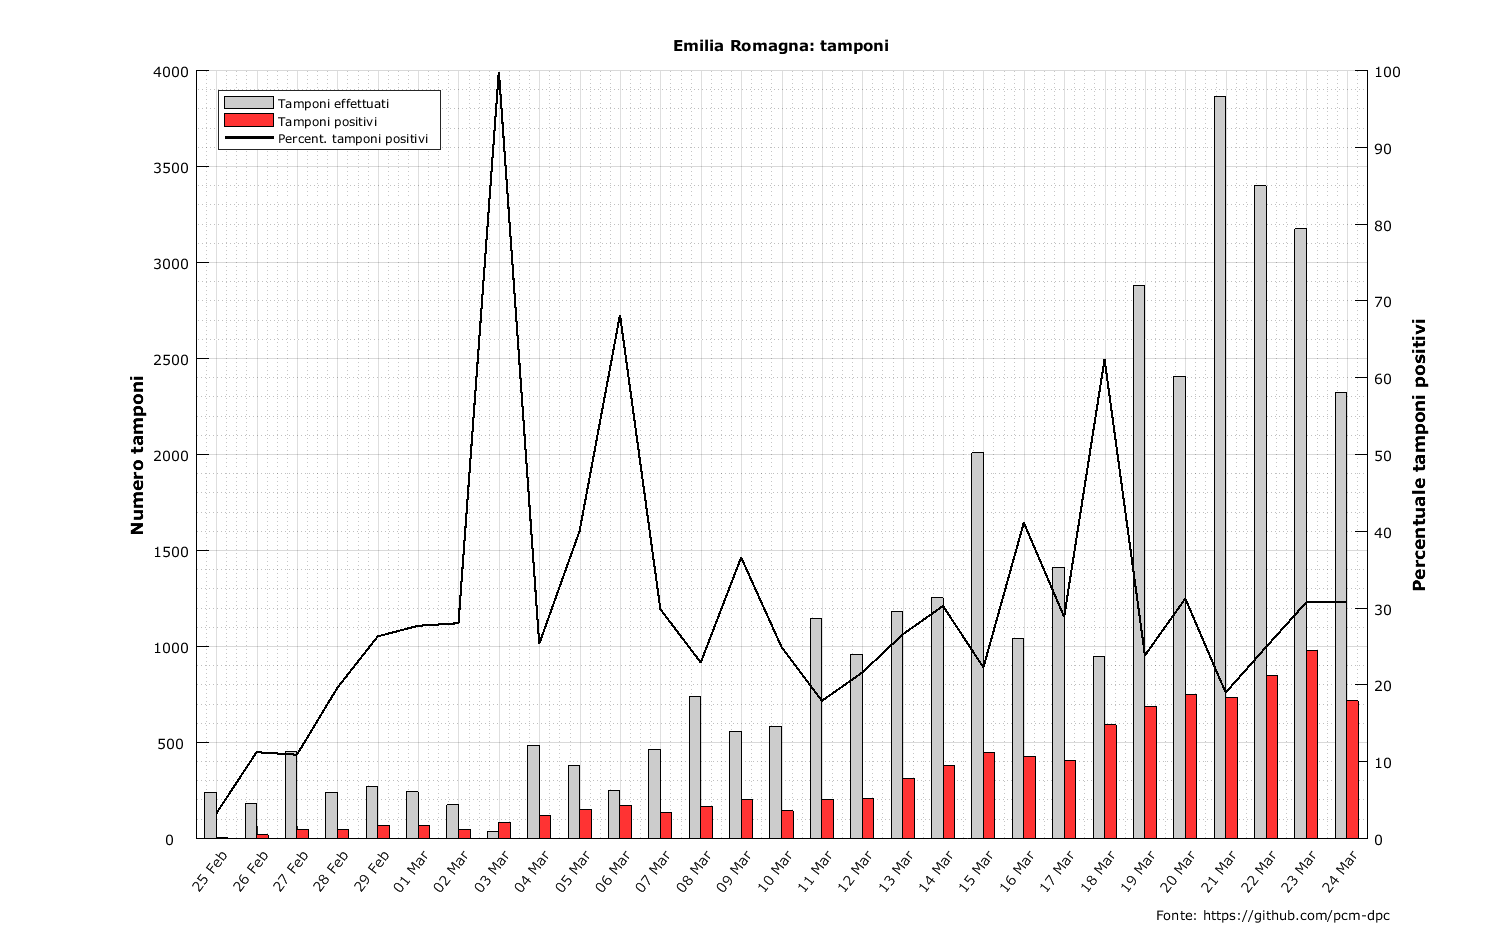 Emilia Romagna: tamponi
Tamponi effettuati
Tamponi positivi
Percent. tamponi positivi
4000
3500
3000
2500
2000
1500
1000
500
0
Numero tamponi
100
90
80
70
60
50
40
30
20
10
0
Percentuale tamponi positivi
25 Feb
26 Feb
27 Feb
28 Feb
29 Feb
01 Mar
02 Mar
03 Mar
04 Mar
05 Mar
06 Mar
07 Mar
08 Mar
09 Mar
10 Mar
11 Mar
12 Mar
13 Mar
14 Mar
15 Mar
16 Mar
17 Mar
18 Mar
19 Mar
20 Mar
21 Mar
22 Mar
23 Mar
24 Mar
Fonte: https://github.com/pcm-dpc